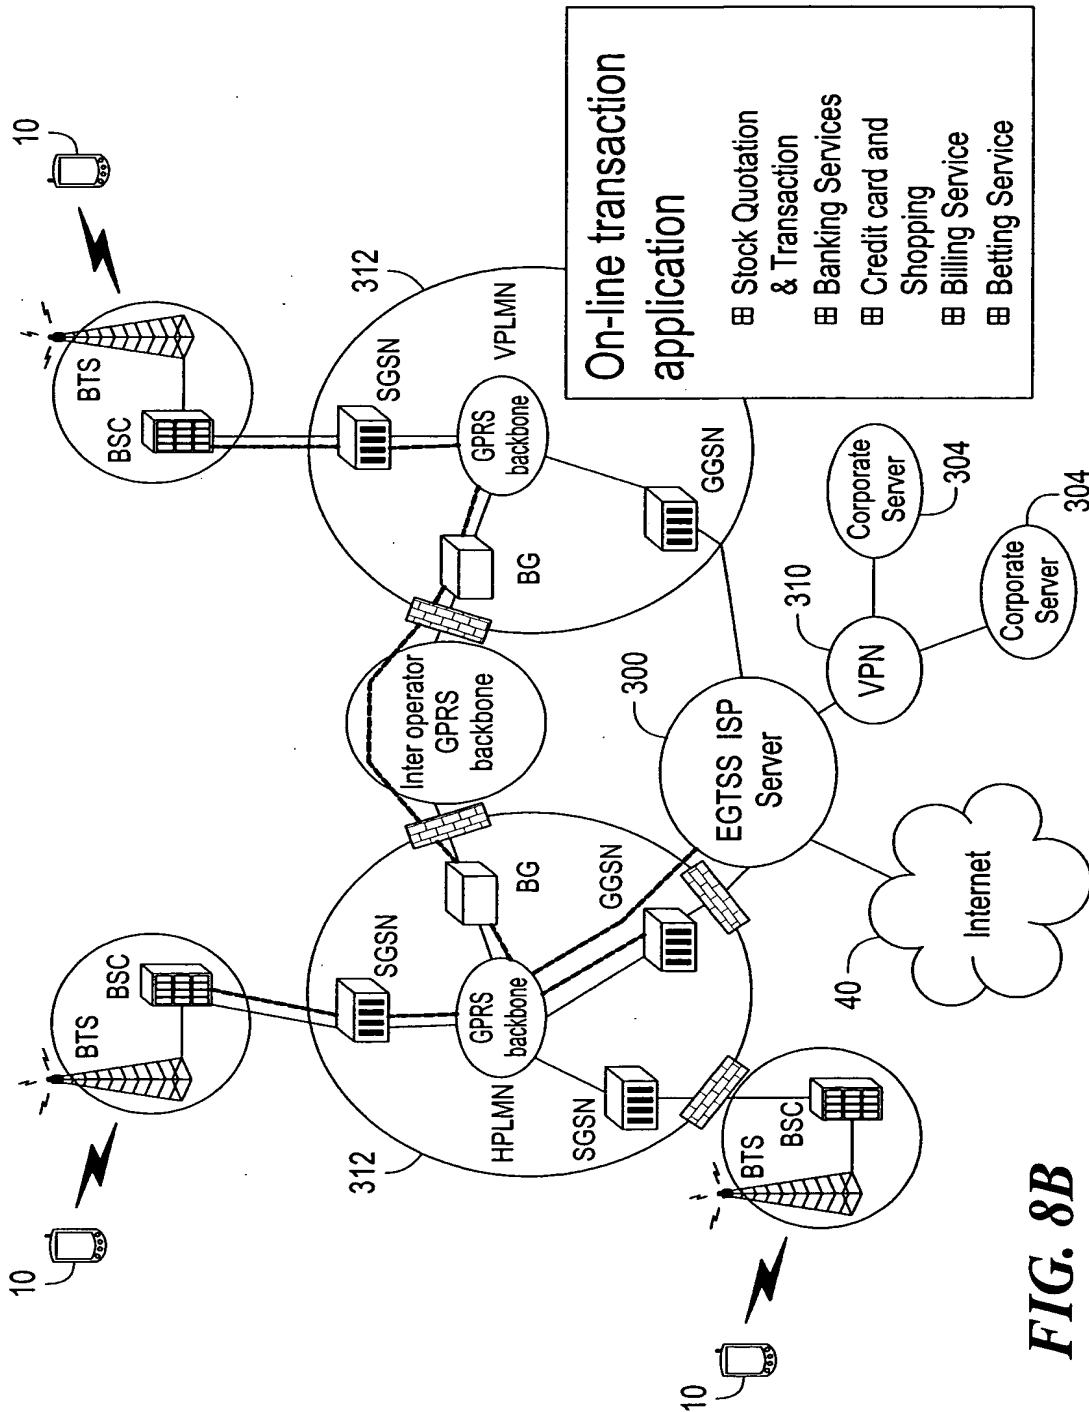 10
BTS
BSC
SGSN
312
HPLMN
GPRS
backbone
SGSN
BG
GGSN
10
BTS
BSC
Inter operator
GPRS
backbone
10
BTS
BSC
SGSN
312
VPLMN
GPRS
backbone
BG
GGSN
300
EGTSS ISP
Server
310
VPN
Corporate
Server
304
Corporate
Server
304
40
Internet
On-line transaction
application
Stock Quotation
& Transaction
Banking Services
Credit card and
Shopping
Billing Service
Betting Service
FIG. 8B